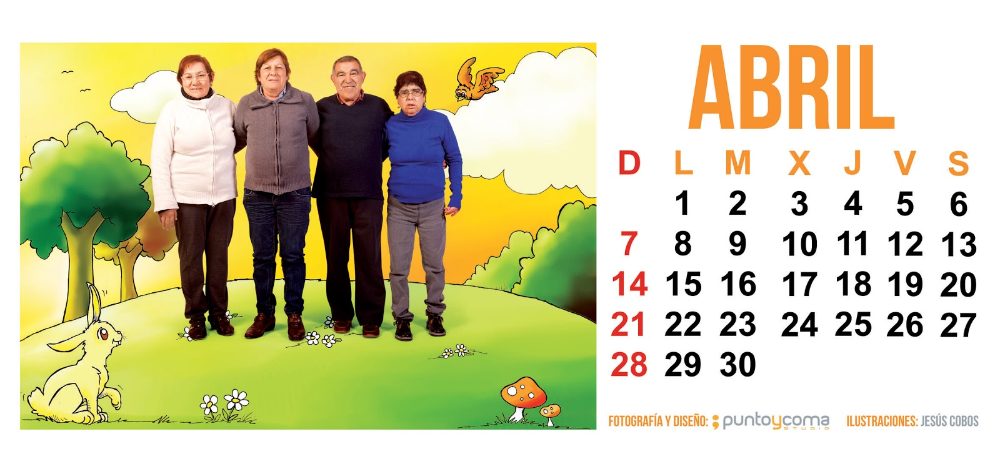 ABRIL
D L M X J V S
1 2 3 4 5 6
7 8 9 10 11 12 13
14 15 16 17 18 19 20
21 22 23 24 25 26 27
28 29 30
FOTOGRAFÍA Y DISEÑO: puntoycoma STUDIO ILUSTRACIONES: JESÚS COBOS